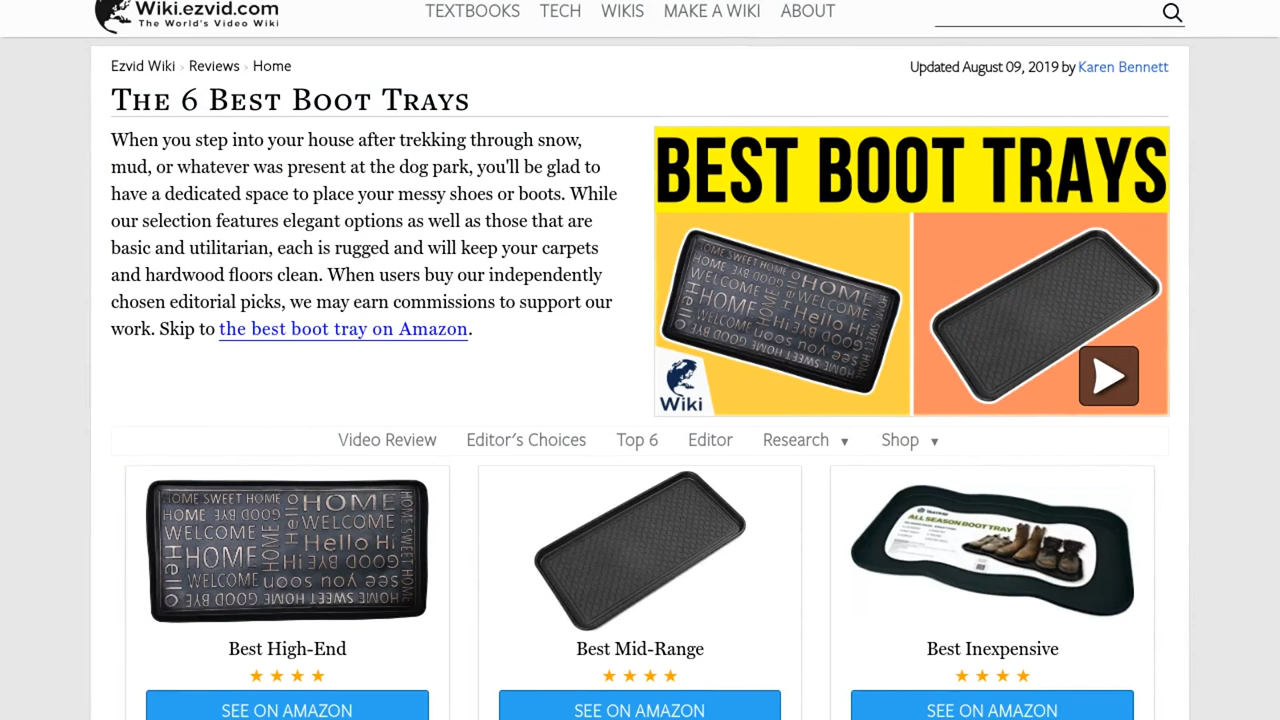 Wiki.ezvid.com
The World's Video Wiki
TEXTBOOKS TECH WIKIS MAKE A WIKI ABOUT
Ezvid Wiki › Reviews › Home
Updated August 09, 2019 by Karen Bennett
The 6 Best Boot Trays
When you step into your house after trekking through snow,
mud, or whatever was present at the dog park, you'll be glad to
have a dedicated space to place your messy shoes or boots. While
our selection features elegant options as well as those that are
basic and utilitarian, each is rugged and will keep your carpets
and hardwood floors clean. When users buy our independently
chosen editorial picks, we may earn commissions to support our
work. Skip to the best boot tray on Amazon.
BEST BOOT TRAYS
HOME SWEET HOME
HOME GOOD BYE HOME
WELCOME WELCOME
HOME Hello Hi
Hello
WELCOME see you soon
GOOD BYE HOME SWEET HOME
Wiki
Video Review Editor's Choices Top 6 Editor Research ▼ Shop ▼
HOME SWEET HOME HOME
HOME GOOD BYE WELCOME
WELCOME Hello Hi
HOME Hi GOOD BYE
Hello
WELCOME see you soon
GOOD BYE HOME SWEET HOME
ALL SEASON BOOT TRAY
Best High-End
Best Mid-Range
Best Inexpensive
SEE ON AMAZON
SEE ON AMAZON
SEE ON AMAZON